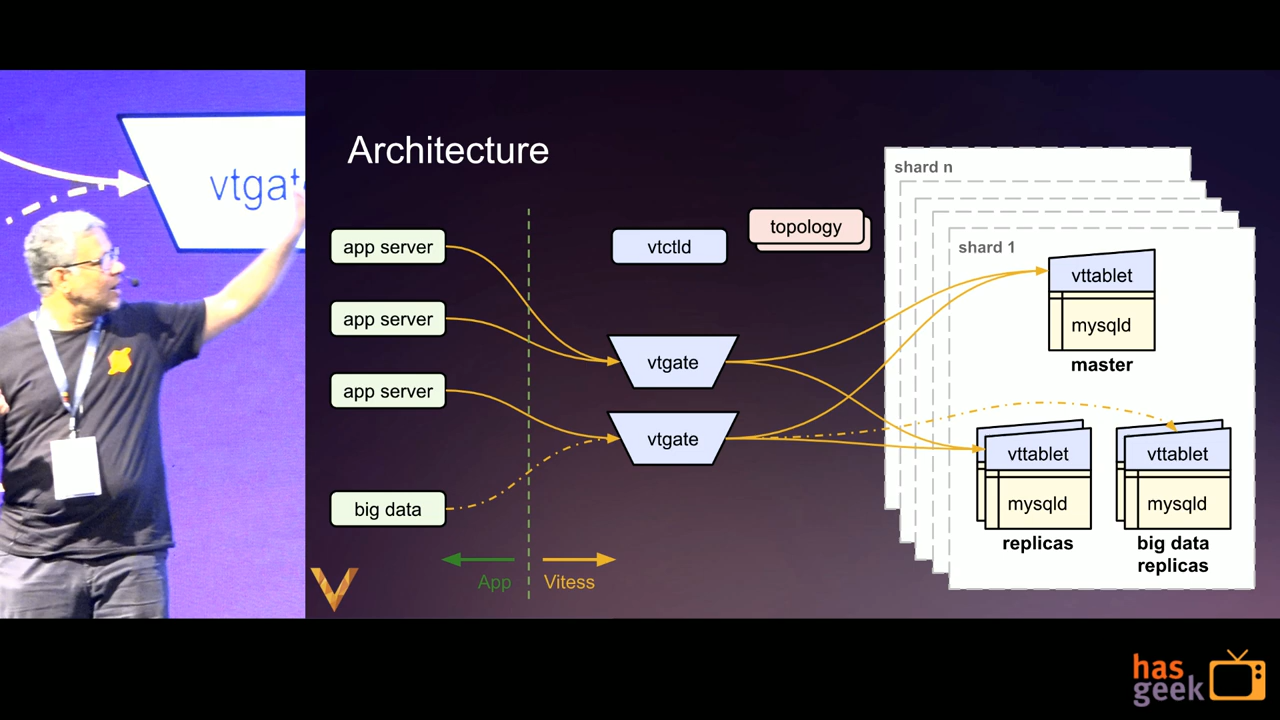 vtgat
Architecture
app server
app server
app server
big data
App
Vitess
vtctld
topology
vtgate
vtgate
shard n
shard 1
vttablet
mysqld
master
vttablet
mysqld
replicas
vttablet
mysqld
big data
replicas
has
geek